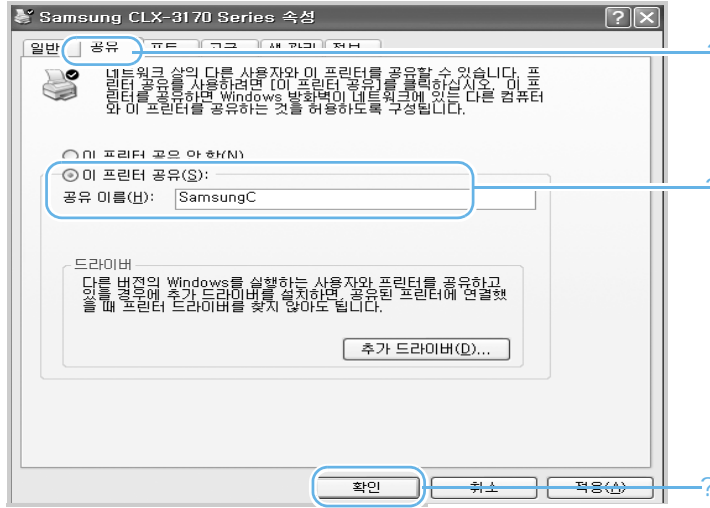 Samsung CLX-3170 Series 속성
일반 공유 포트 고급 색 관리 정보
네트워크 상의 다른 사용자와 이 프린터를 공유할 수 있습니다. 프
린터 공유를 사용하려면 [이 프린터 공유]를 클릭하십시오. 이 프
린터를 공유하면 Windows 방화벽이 네트워크에 있는 다른 컴퓨터
와 이 프린터를 공유하는 것을 허용하도록 구성됩니다.
이 프린터 공유 안 함(N)
이 프린터 공유(S):
공유 이름(H): SamsungC
드라이버
다른 버전의 Windows를 실행하는 사용자와 프린터를 공유하고
있을 경우에 추가 드라이버를 설치하면, 공유된 프린터에 연결했
을 때 프린터 드라이버를 찾지 않아도 됩니다.
추가 드라이버(D)...
확인 취소 적용(A)